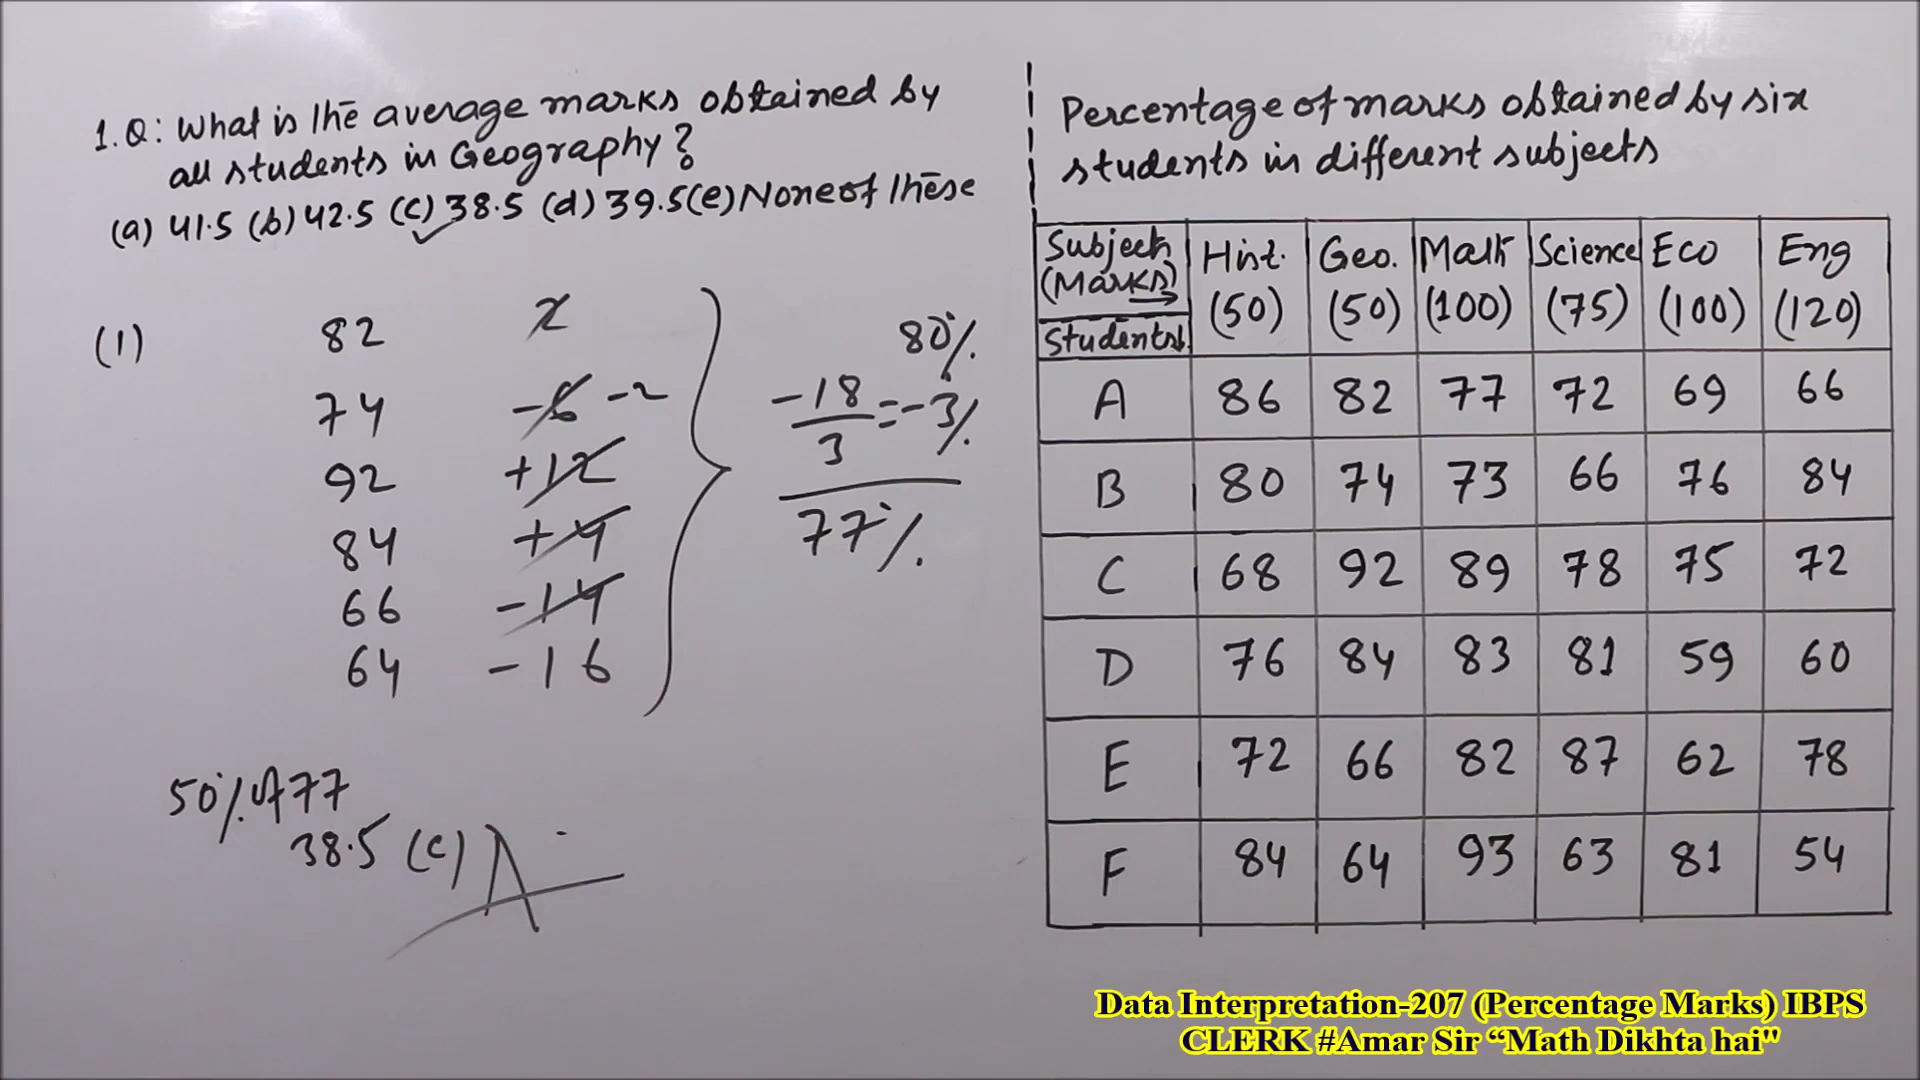 1.Q: What is the average marks obtained by
all students in Geography?
(a) 41.5 (b) 42.5 (c) 38.5 (d) 39.5 (e) None of these
(1)
82 x
74 -6 -2
92 +12
84 +4
66 -14
64 -16
80%
-18/3 = -3%
77%
50% of 77
38.5 (c) A
Percentage of marks obtained by six
students in different subjects
Subject Hist. Geo. Math Science Eco Eng
(Marks) (50) (50) (100) (75) (100) (120)
Students
A 86 82 77 72 69 66
B 80 74 73 66 76 84
C 68 92 89 78 75 72
D 76 84 83 81 59 60
E 72 66 82 87 62 78
F 84 64 93 63 81 54
Data Interpretation-207 (Percentage Marks) IBPS
CLERK #Amar Sir “Math Dikhta hai"